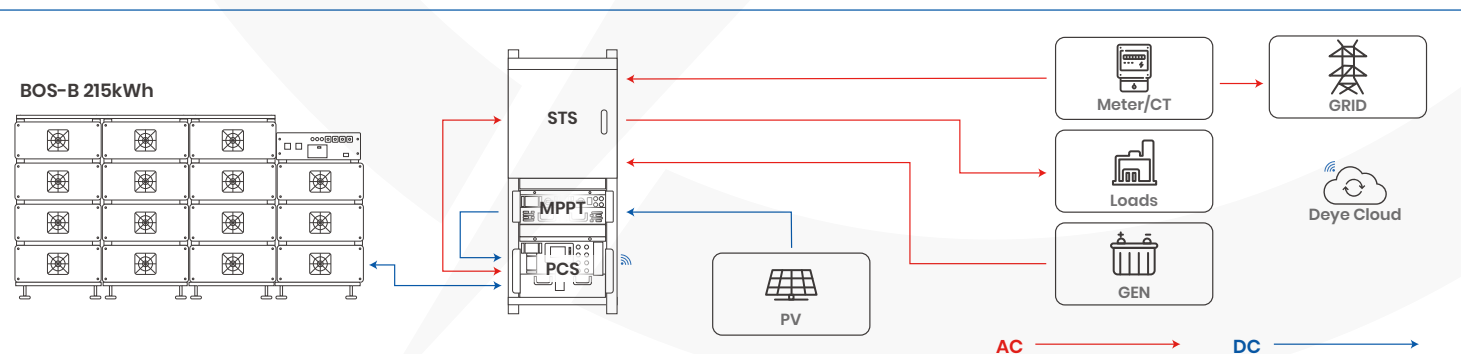 BOS-B 215kWh
STS
MPPT
PCS
PV
Meter/CT
GRID
Loads
Deye Cloud
GEN
AC
DC